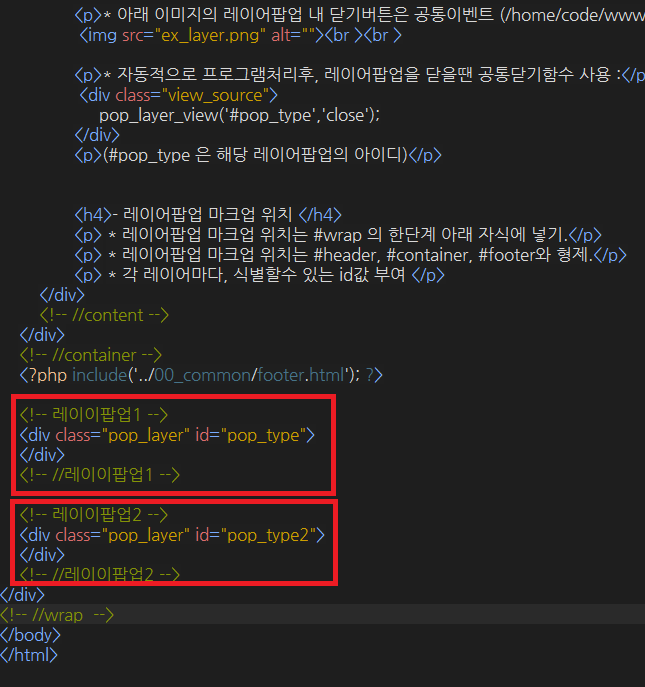 <p>* 아래 이미지의 레이어팝업 내 닫기버튼은 공통이벤트 (/home/code/www
<img src="ex_layer.png" alt=""><br ><br >
<p>* 자동적으로 프로그램처리후, 레이어팝업을 닫을땐 공통닫기함수 사용 :</p
<div class="view_source">
pop_layer_view('#pop_type','close');
</div>
<p>(#pop_type 은 해당 레이어팝업의 아이디)</p>
<h4>- 레이어팝업 마크업 위치 </h4>
<p> * 레이어팝업 마크업 위치는 #wrap 의 한단계 아래 자식에 넣기.</p>
<p> * 레이어팝업 마크업 위치는 #header, #container, #footer와 형제.</p>
<p> * 각 레이어마다, 식별할수 있는 id값 부여 </p>
</div>
<!-- //content -->
</div>
<!-- //container -->
<?php include('../00_common/footer.html'); ?>
<!-- 레이이팝업1 -->
<div class="pop_layer" id="pop_type">
</div>
<!-- //레이이팝업1 -->
<!-- 레이이팝업2 -->
<div class="pop_layer" id="pop_type2">
</div>
<!-- //레이이팝업2 -->
</div>
<!-- //wrap  -->
</body>
</html>